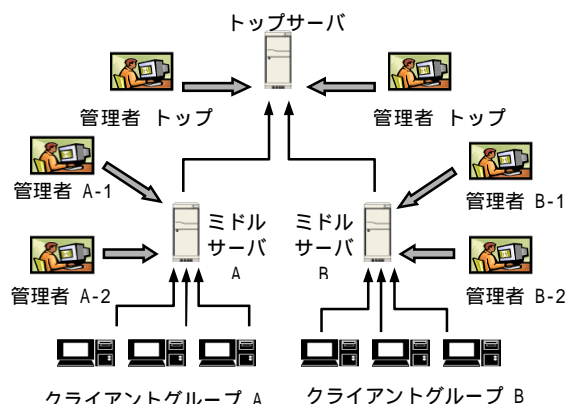 トップサーバ
管理者 トップ
管理者 トップ
管理者 A-1
管理者 B-1
ミドル
サーバ
A
ミドル
サーバ
B
管理者 A-2
管理者 B-2
クライアントグループ A
クライアントグループ B